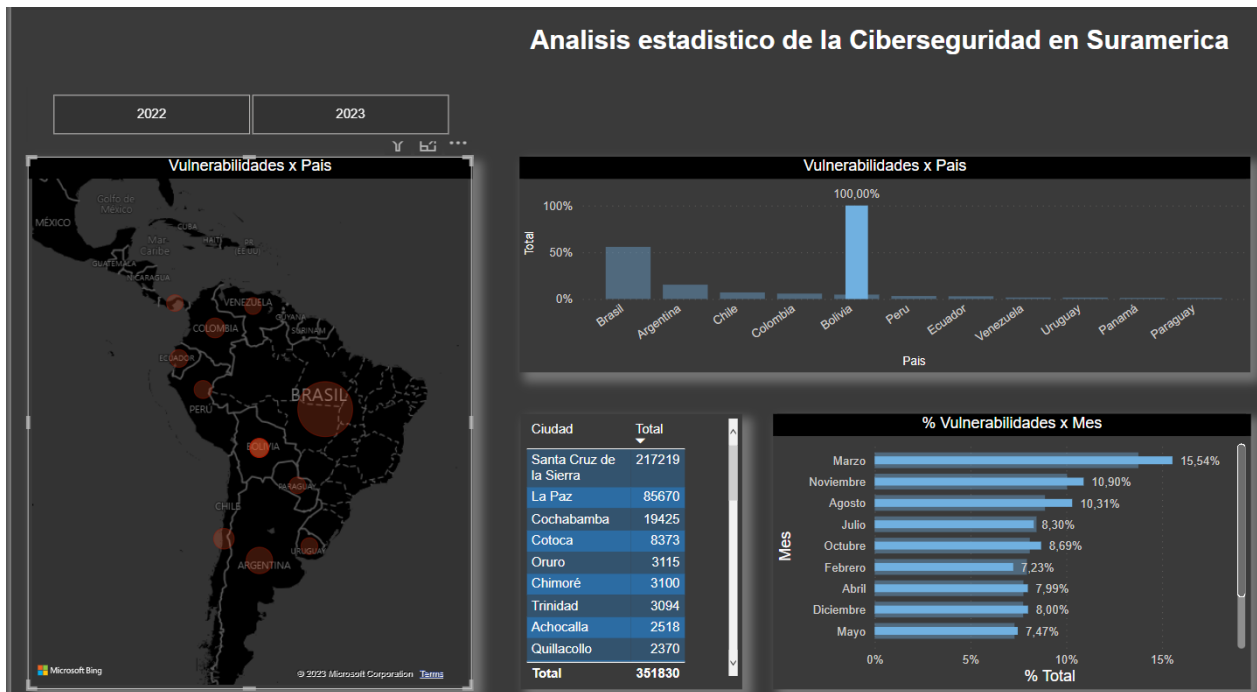 Analisis estadistico de la Ciberseguridad en Suramerica
2022
2023
Vulnerabilidades x Pais
MÉXICO
Golfo de
México
CUBA
HAITÍ
RD
(EE.UU.)
Mar
Caribe
GUATEMALA
NICARAGUA
VENEZUELA
GUYANA
SURINAM
COLOMBIA
ECUADOR
PERÚ
BRASIL
BOLIVIA
PARAGUAY
CHILE
URUGUAY
ARGENTINA
Microsoft Bing
© 2023 Microsoft Corporation Terms
Vulnerabilidades x Pais
100,00%
100%
50%
0%
Total
Brasil
Argentina
Chile
Colombia
Bolivia
Peru
Ecuador
Venezuela
Uruguay
Panamá
Paraguay
Pais
Ciudad Total
Santa Cruz de 217219
la Sierra
La Paz 85670
Cochabamba 19425
Cotoca 8373
Oruro 3115
Chimoré 3100
Trinidad 3094
Achocalla 2518
Quillacollo 2370
Total 351830
% Vulnerabilidades x Mes
Mes
Marzo 15,54%
Noviembre 10,90%
Agosto 10,31%
Julio 8,30%
Octubre 8,69%
Febrero 7,23%
Abril 7,99%
Diciembre 8,00%
Mayo 7,47%
0% 5% 10% 15%
% Total